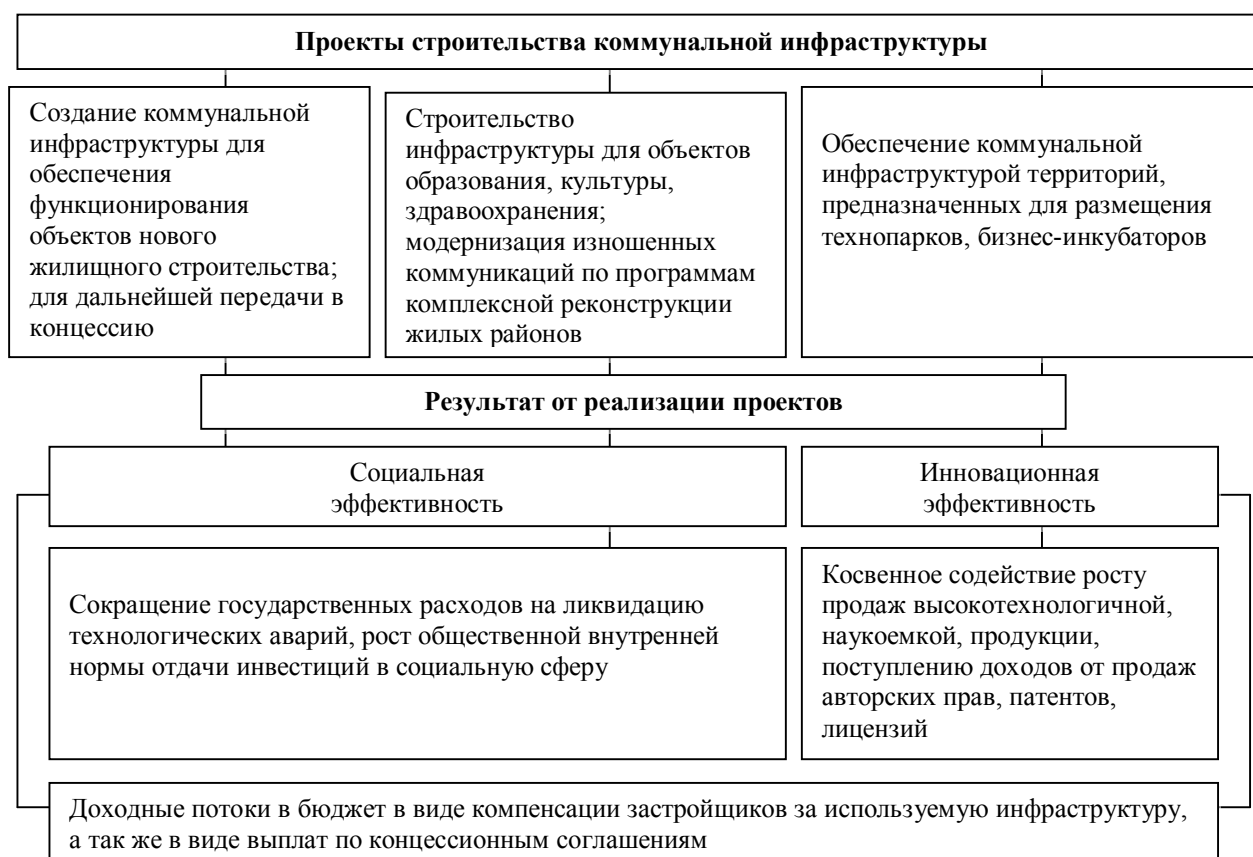 Проекты строительства коммунальной инфраструктуры
Создание коммунальной
инфраструктуры для
обеспечения
функционирования
объектов нового
жилищного строительства;
для дальнейшей передачи в
концессию
Строительство
инфраструктуры для объектов
образования, культуры,
здравоохранения;
модернизация изношенных
коммуникаций по программам
комплексной реконструкции
жилых районов
Обеспечение коммунальной
инфраструктурой территорий,
предназначенных для размещения
технопарков, бизнес-инкубаторов
Результат от реализации проектов
Социальная
эффективность
Инновационная
эффективность
Сокращение государственных расходов на ликвидацию
технологических аварий, рост общественной внутренней
нормы отдачи инвестиций в социальную сферу
Косвенное содействие росту
продаж высокотехнологичной,
наукоемкой, продукции,
поступлению доходов от продаж
авторских прав, патентов,
лицензий
Доходные потоки в бюджет в виде компенсации застройщиков за используемую инфраструктуру,
а так же в виде выплат по концессионным соглашениям